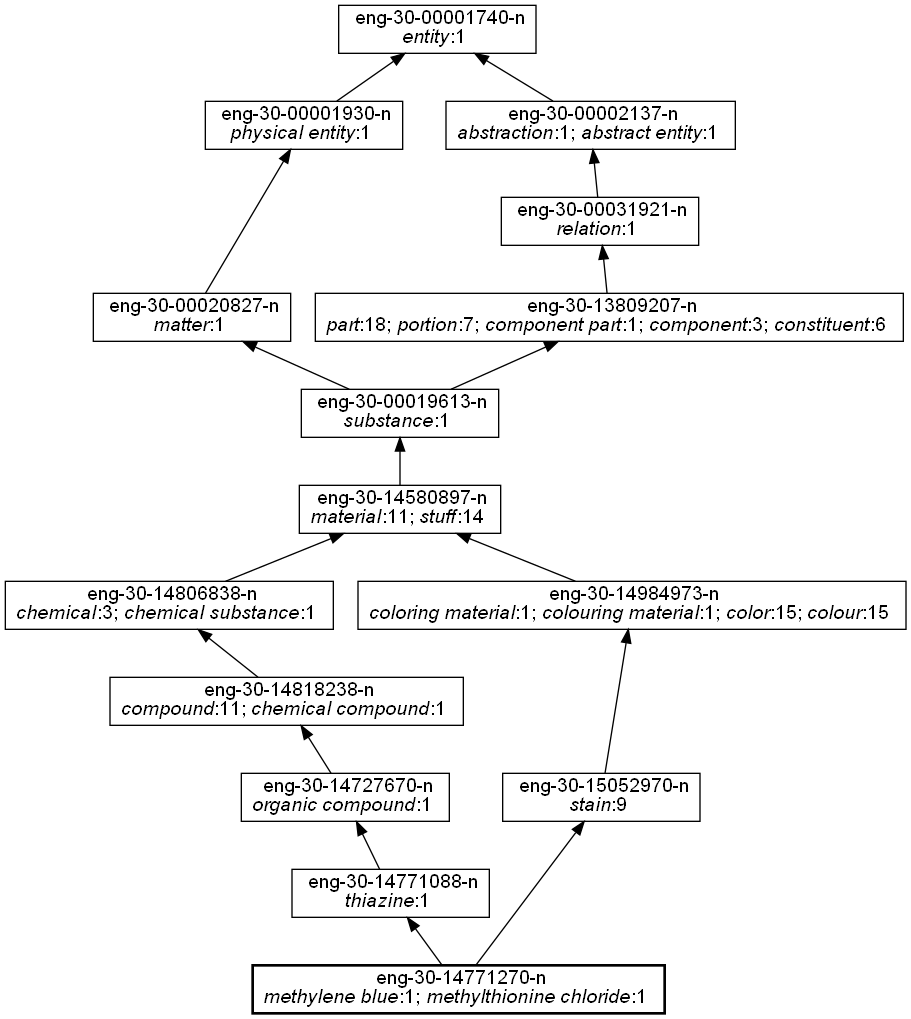 eng-30-00001740-n
entity:1
eng-30-00001930-n
physical entity:1
eng-30-00002137-n
abstraction:1; abstract entity:1
eng-30-00031921-n
relation:1
eng-30-00020827-n
matter:1
eng-30-13809207-n
part:18; portion:7; component part:1; component:3; constituent:6
eng-30-00019613-n
substance:1
eng-30-14580897-n
material:11; stuff:14
eng-30-14806838-n
chemical:3; chemical substance:1
eng-30-14984973-n
coloring material:1; colouring material:1; color:15; colour:15
eng-30-14818238-n
compound:11; chemical compound:1
eng-30-14727670-n
organic compound:1
eng-30-15052970-n
stain:9
eng-30-14771088-n
thiazine:1
eng-30-14771270-n
methylene blue:1; methylthionine chloride:1